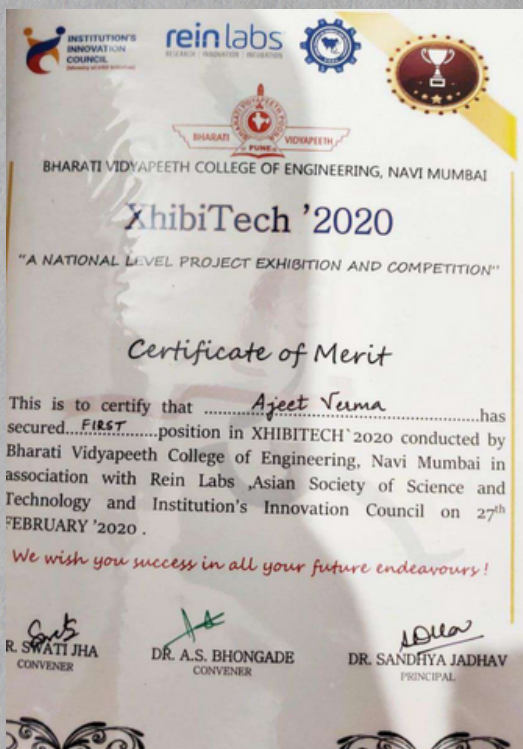 INSTITUTION'S
INNOVATION
COUNCIL
rein labs
RESEARCH | INNOVATION | INCUBATION
BHARATI VIDYAPEETH
PUNE
BHARATI VIDYAPEETH COLLEGE OF ENGINEERING, NAVI MUMBAI
XhibiTech '2020
"A NATIONAL LEVEL PROJECT EXHIBITION AND COMPETITION"
Certificate of Merit
This is to certify that ..........Ajeet Verma..........has
secured...FIRST......position in XHIBITECH`2020 conducted by
Bharati Vidyapeeth College of Engineering, Navi Mumbai in
association with Rein Labs ,Asian Society of Science and
Technology and Institution's Innovation Council on 27th
FEBRUARY '2020 .
We wish you success in all your future endeavours !
R. SWATI JHA
CONVENER
DR. A.S. BHONGADE
CONVENER
DR. SANDHYA JADHAV
PRINCIPAL